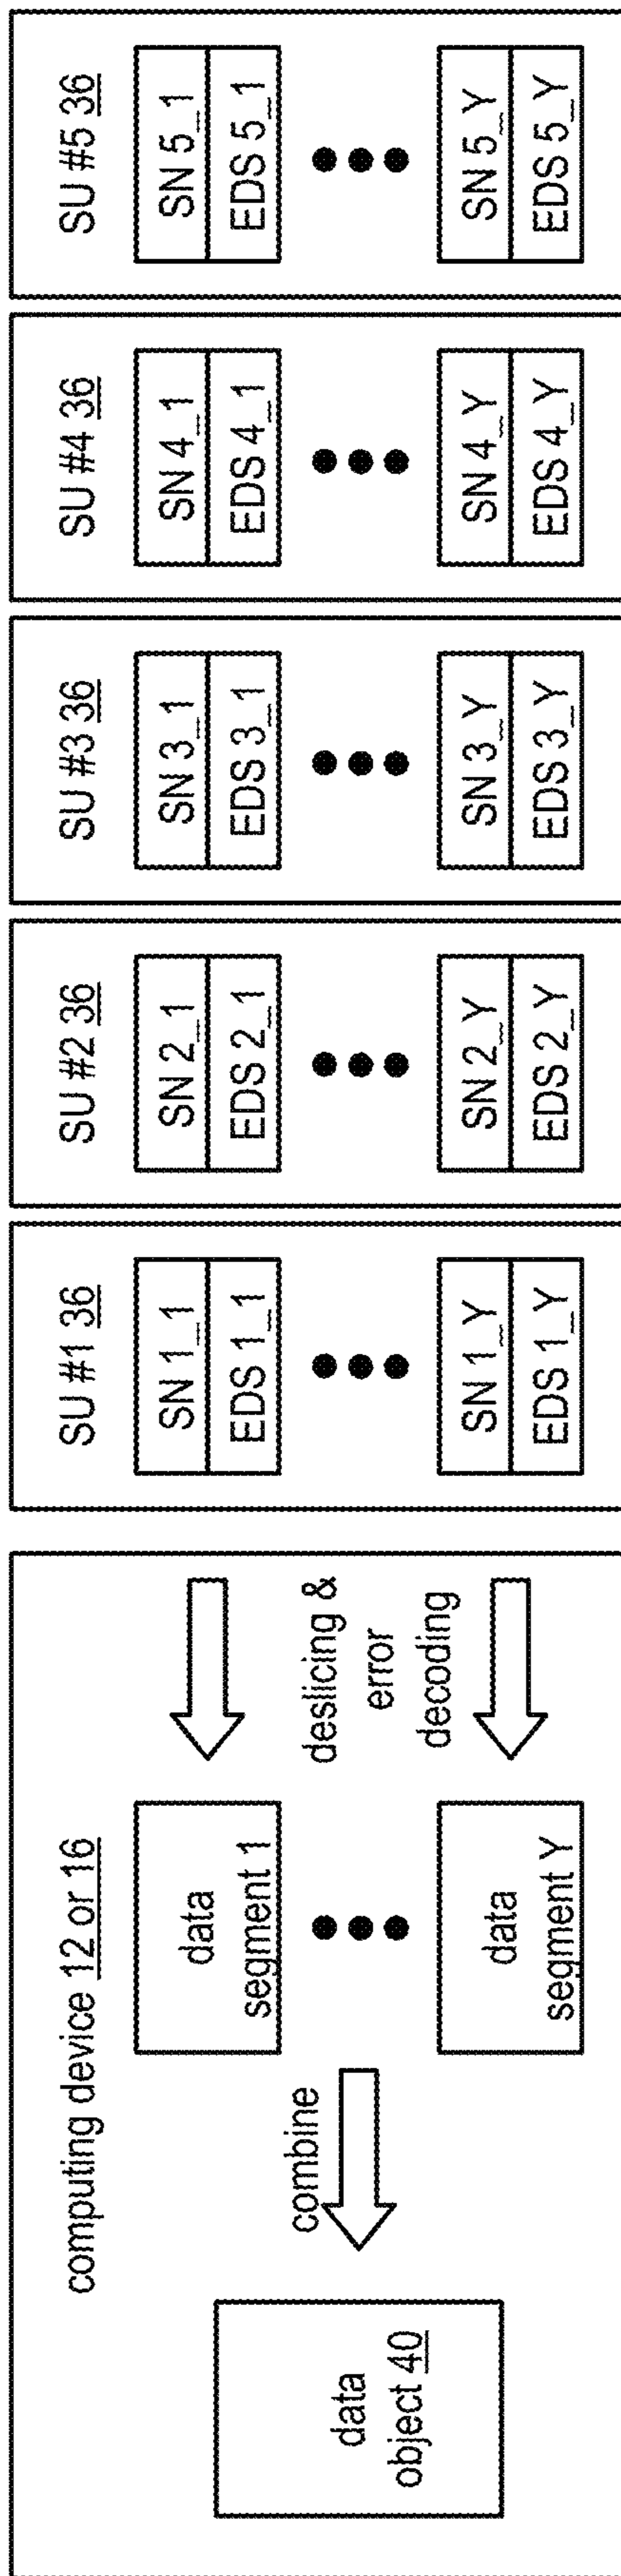 computing device 12 or 16
data
object 40
combine
data
segment 1
data
segment Y
deslicing &
error
decoding
SU #1 36
SN 1_1
EDS 1_1
SN 1_Y
EDS 1_Y
SU #2 36
SN 2_1
EDS 2_1
SN 2_Y
EDS 2_Y
SU #3 36
SN 3_1
EDS 3_1
SN 3_Y
EDS 3_Y
SU #4 36
SN 4_1
EDS 4_1
SN 4_Y
EDS 4_Y
SU #5 36
SN 5_1
EDS 5_1
SN 5_Y
EDS 5_Y